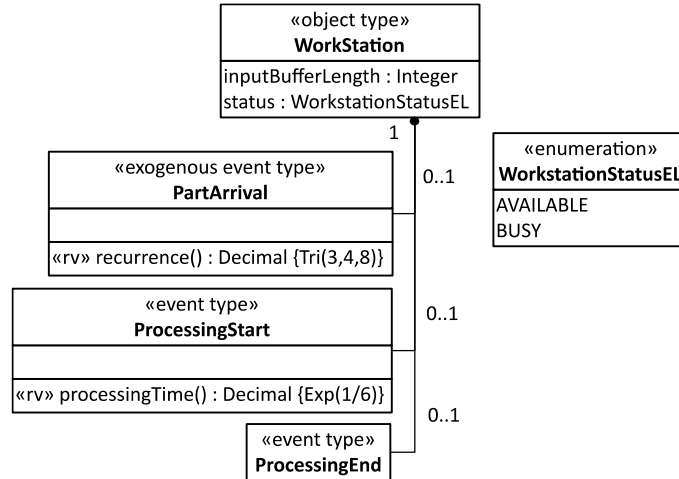 «object type»
WorkStation
inputBufferLength : Integer
status : WorkstationStatusEL
1
«exogenous event type»
PartArrival
0..1
«enumeration»
WorkstationStatusEL
AVAILABLE
BUSY
«rv» recurrence() : Decimal {Tri(3,4,8)}
«event type»
ProcessingStart
0..1
«rv» processingTime() : Decimal {Exp(1/6)}
0..1
«event type»
ProcessingEnd